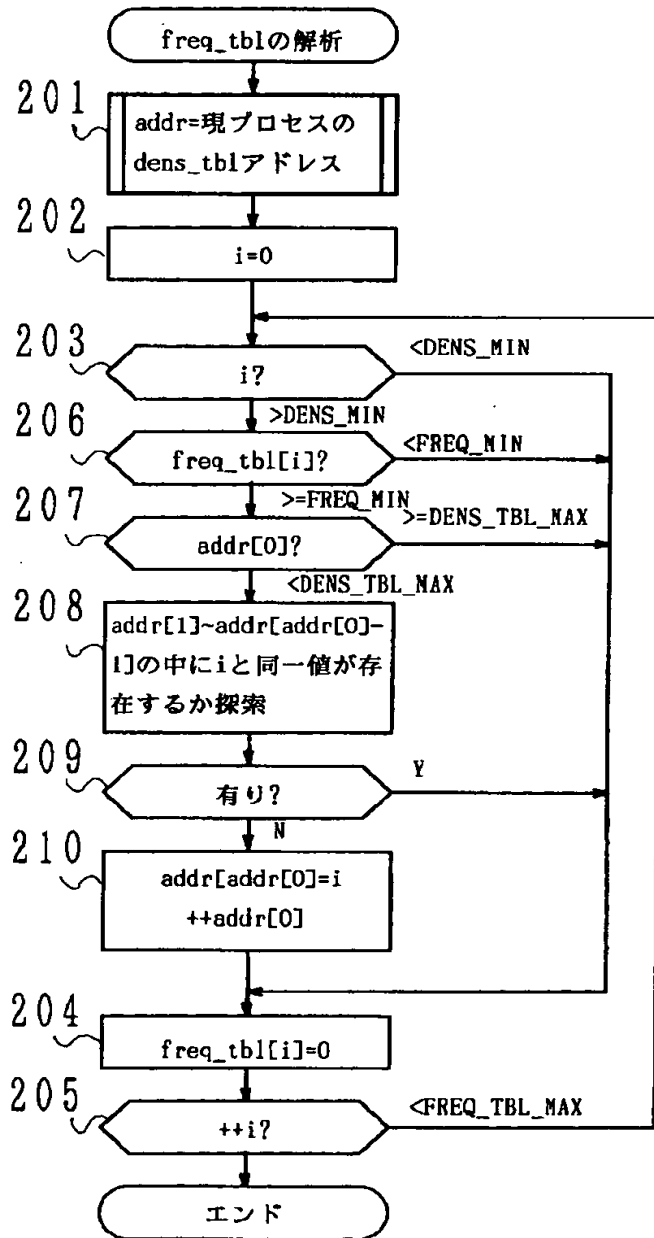 freq_tblの解析
201
addr=現プロセスの
dens_tblアドレス
202
i=0
203
<DENS_MIN
i?
>DENS_MIN
206
<FREQ_MIN
freq_tbl[i]?
>=FREQ_MIN
207
>=DENS_TBL_MAX
addr[0]?
<DENS_TBL_MAX
208
addr[1]~addr[addr[0]-
1]の中にiと同一値が存
在するか探索
209
Y
有り?
N
210
addr[addr[0]=i
++addr[0]
204
freq_tbl[i]=0
205
<FREQ_TBL_MAX
++i?
エンド